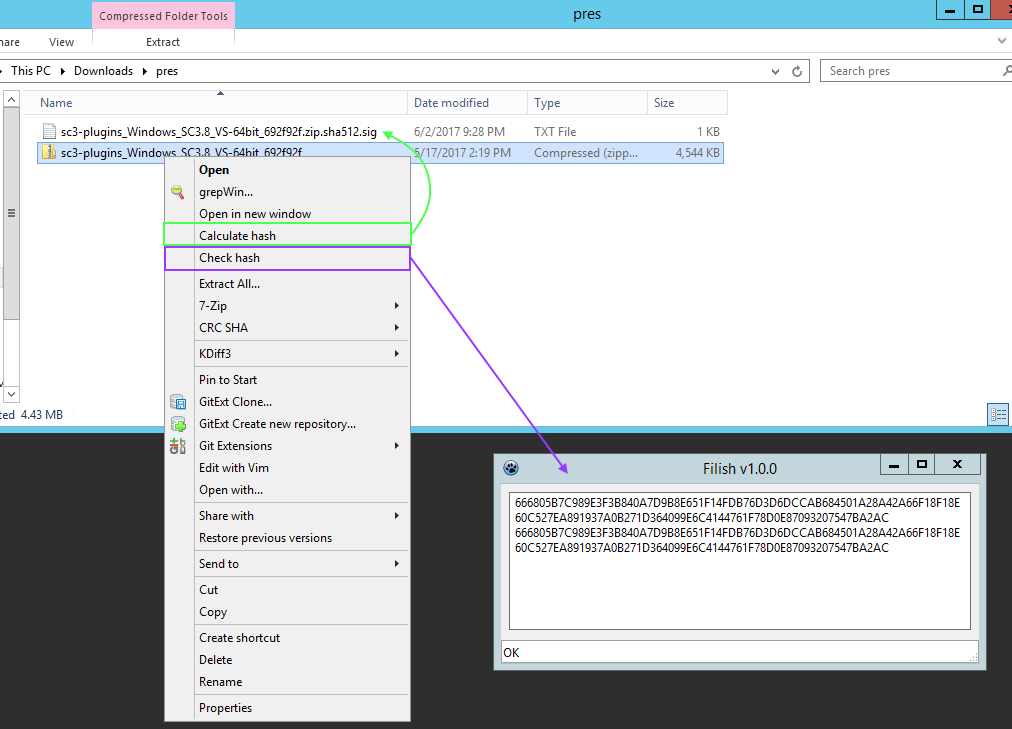 Compressed Folder Tools
pres
hare
View
Extract
This PC
Downloads
pres
Search pres
Name
Date modified
Type
Size
sc3-plugins_Windows_SC3.8_VS-64bit_692f92f.zip.sha512.sig
6/2/2017 9:28 PM
TXT File
1 KB
sc3-plugins_Windows_SC3.8_VS-64bit_692f92f
5/17/2017 2:19 PM
Compressed (zipp...
4,544 KB
Open
grepWin...
Open in new window
Calculate hash
Check hash
Extract All...
7-Zip
CRC SHA
KDiff3
Pin to Start
GitExt Clone...
GitExt Create new repository...
Git Extensions
Edit with Vim
Open with...
Share with
Restore previous versions
Send to
Cut
Copy
Create shortcut
Delete
Rename
Properties
ted 4.43 MB
Filish v1.0.0
666805B7C989E3F3B840A7D9B8E651F14FDB76D3D6DCCAB684501A28A42A66F18F18E
60C527EA891937A0B271D364099E6C4144761F78D0E87093207547BA2AC
666805B7C989E3F3B840A7D9B8E651F14FDB76D3D6DCCAB684501A28A42A66F18F18E
60C527EA891937A0B271D364099E6C4144761F78D0E87093207547BA2AC
OK